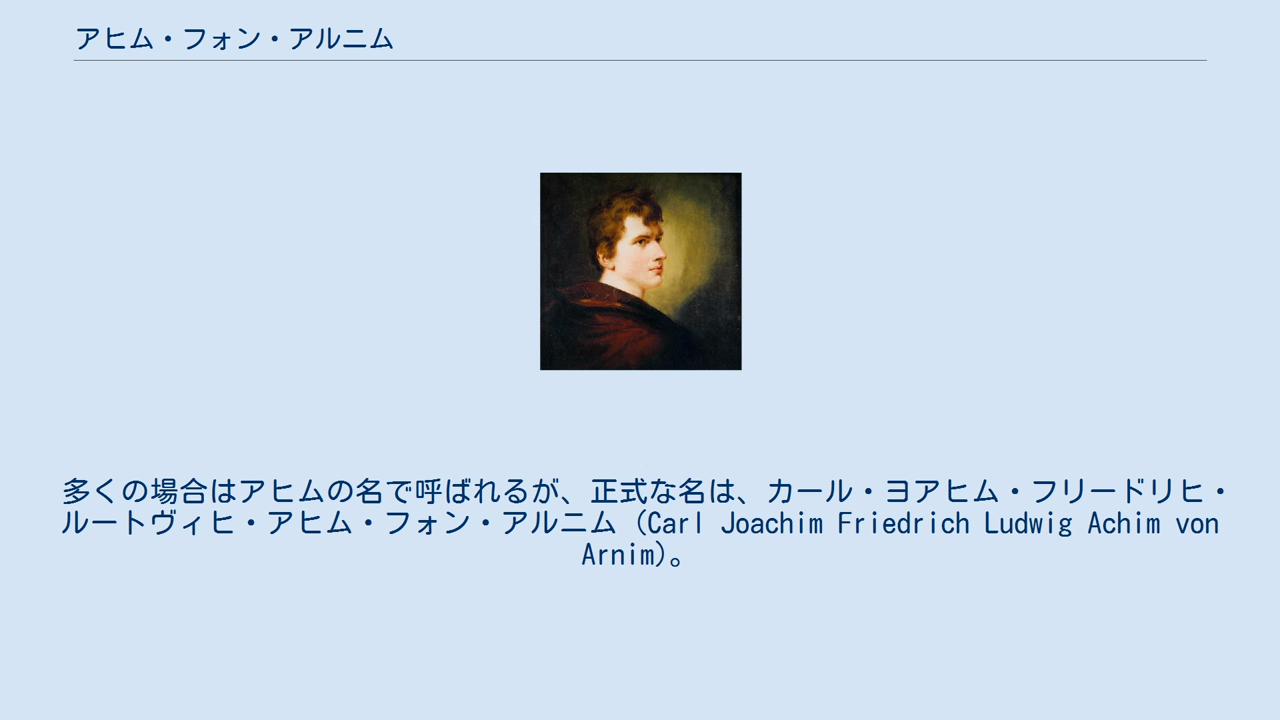 アヒム・フォン・アルニム
多くの場合はアヒムの名で呼ばれるが、正式な名は、カール・ヨアヒム・フリードリヒ・
ルートヴィヒ・アヒム・フォン・アルニム (Carl Joachim Friedrich Ludwig Achim von
Arnim)。